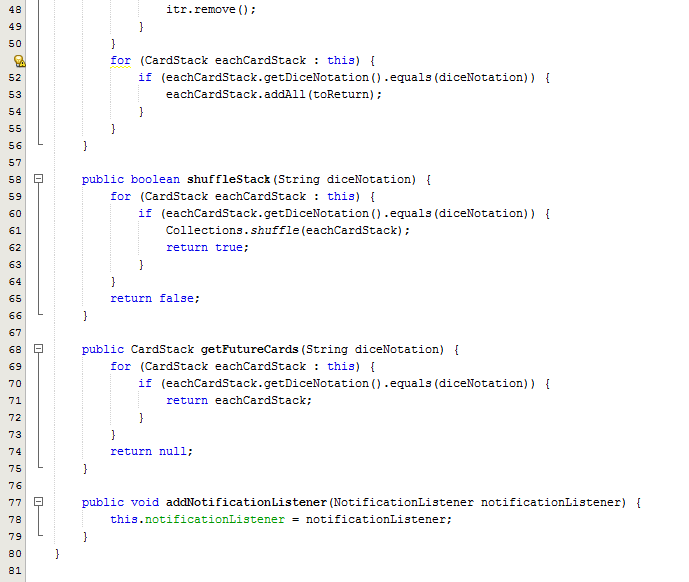 48 itr.remove();
49 }
50 }
for (CardStack eachCardStack : this) {
52 if (eachCardStack.getDiceNotation().equals(diceNotation)) {
53 eachCardStack.addAll(toReturn);
54 }
55 }
56 }
57
58 public boolean shuffleStack(String diceNotation) {
59 for (CardStack eachCardStack : this) {
60 if (eachCardStack.getDiceNotation().equals(diceNotation)) {
61 Collections.shuffle(eachCardStack);
62 return true;
63 }
64 }
65 return false;
66 }
67
68 public CardStack getFutureCards(String diceNotation) {
69 for (CardStack eachCardStack : this) {
70 if (eachCardStack.getDiceNotation().equals(diceNotation)) {
71 return eachCardStack;
72 }
73 }
74 return null;
75 }
76
77 public void addNotificationListener(NotificationListener notificationListener) {
78 this.notificationListener = notificationListener;
79 }
80 }
81